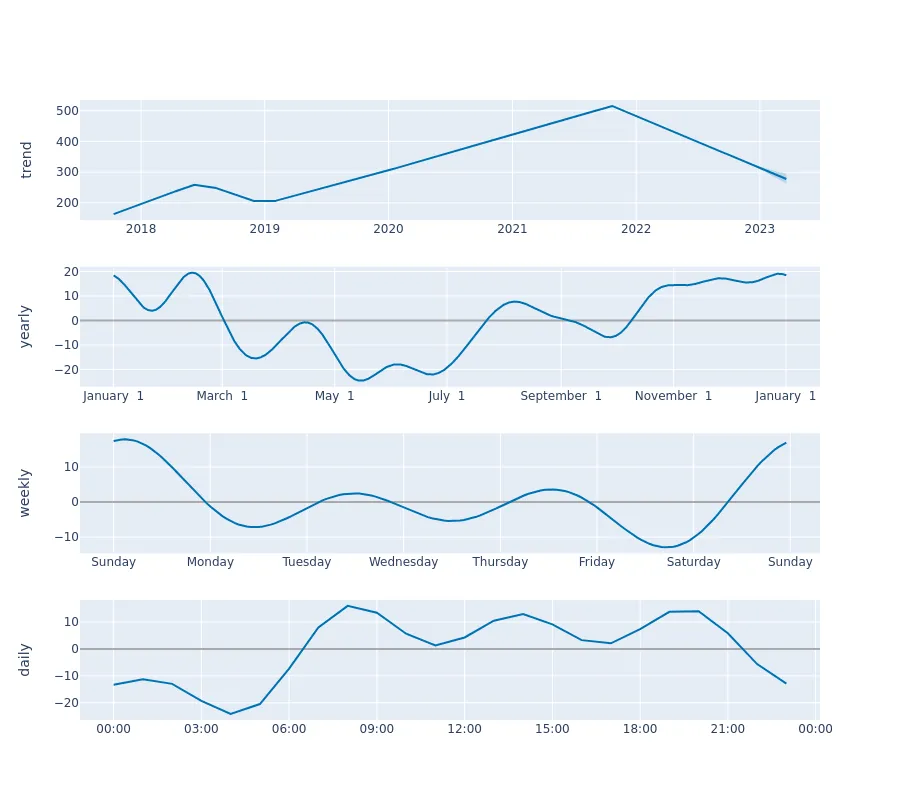 trend
500
400
300
200
2018 2019 2020 2021 2022 2023
yearly
20
10
0
−10
−20
January 1 March 1 May 1 July 1 September 1 November 1 January 1
weekly
10
0
−10
Sunday Monday Tuesday Wednesday Thursday Friday Saturday Sunday
daily
10
0
−10
−20
00:00 03:00 06:00 09:00 12:00 15:00 18:00 21:00 00:00